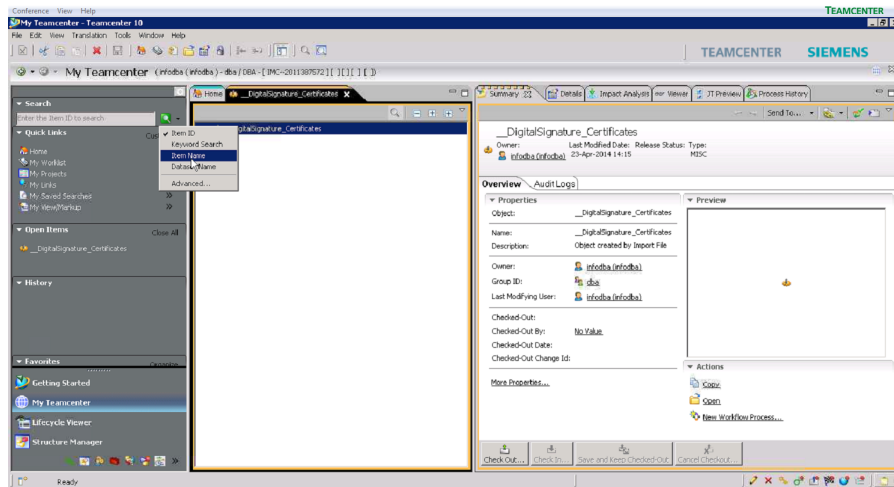 Conference View Help
TEAMCENTER
My Teamcenter - Teamcenter 10
File Edit View Translation Tools Window Help
TEAMCENTER SIEMENS
My Teamcenter ( infodba ( infodba ) - dba / DBA - [ IMC--2011387572 ] [ ] [ ] [ ] [ ] )
Search
Enter the Item ID to search
Item ID
Keyword Search
Item Name
Dataset Name
Advanced...
Quick Links
Home
My Worklist
My Projects
My Links
My Saved Searches
My View/Markup
Open Items Close All
__DigitalSignature_Certificates
History
Favorites Organize
Getting Started
My Teamcenter
Lifecycle Viewer
Structure Manager
Ready
Home __DigitalSignature_Certificates
gitalSignature_Certificates
Summary Details Impact Analysis Viewer JT Preview Process History
Send To...
__DigitalSignature_Certificates
Owner: Last Modified Date: Release Status: Type:
infodba (infodba) 23-Apr-2014 14:15 MISC
Overview Audit Logs
Properties
Object: __DigitalSignature_Certificates
Name: __DigitalSignature_Certificates
Description: Object created by Import File
Owner: infodba (infodba)
Group ID: dba
Last Modifying User: infodba (infodba)
Checked-Out:
Checked-Out By: No Value
Checked-Out Date:
Checked-Out Change Id:
More Properties...
Preview
Actions
Copy
Open
New Workflow Process...
Check Out... Check In... Save and Keep Checked-Out Cancel Checkout...